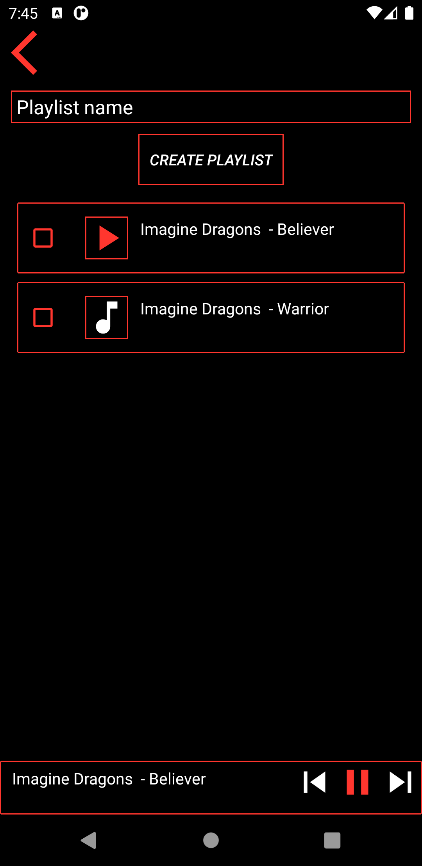 7:45
Playlist name
CREATE PLAYLIST
Imagine Dragons  - Believer
Imagine Dragons  - Warrior
Imagine Dragons  - Believer